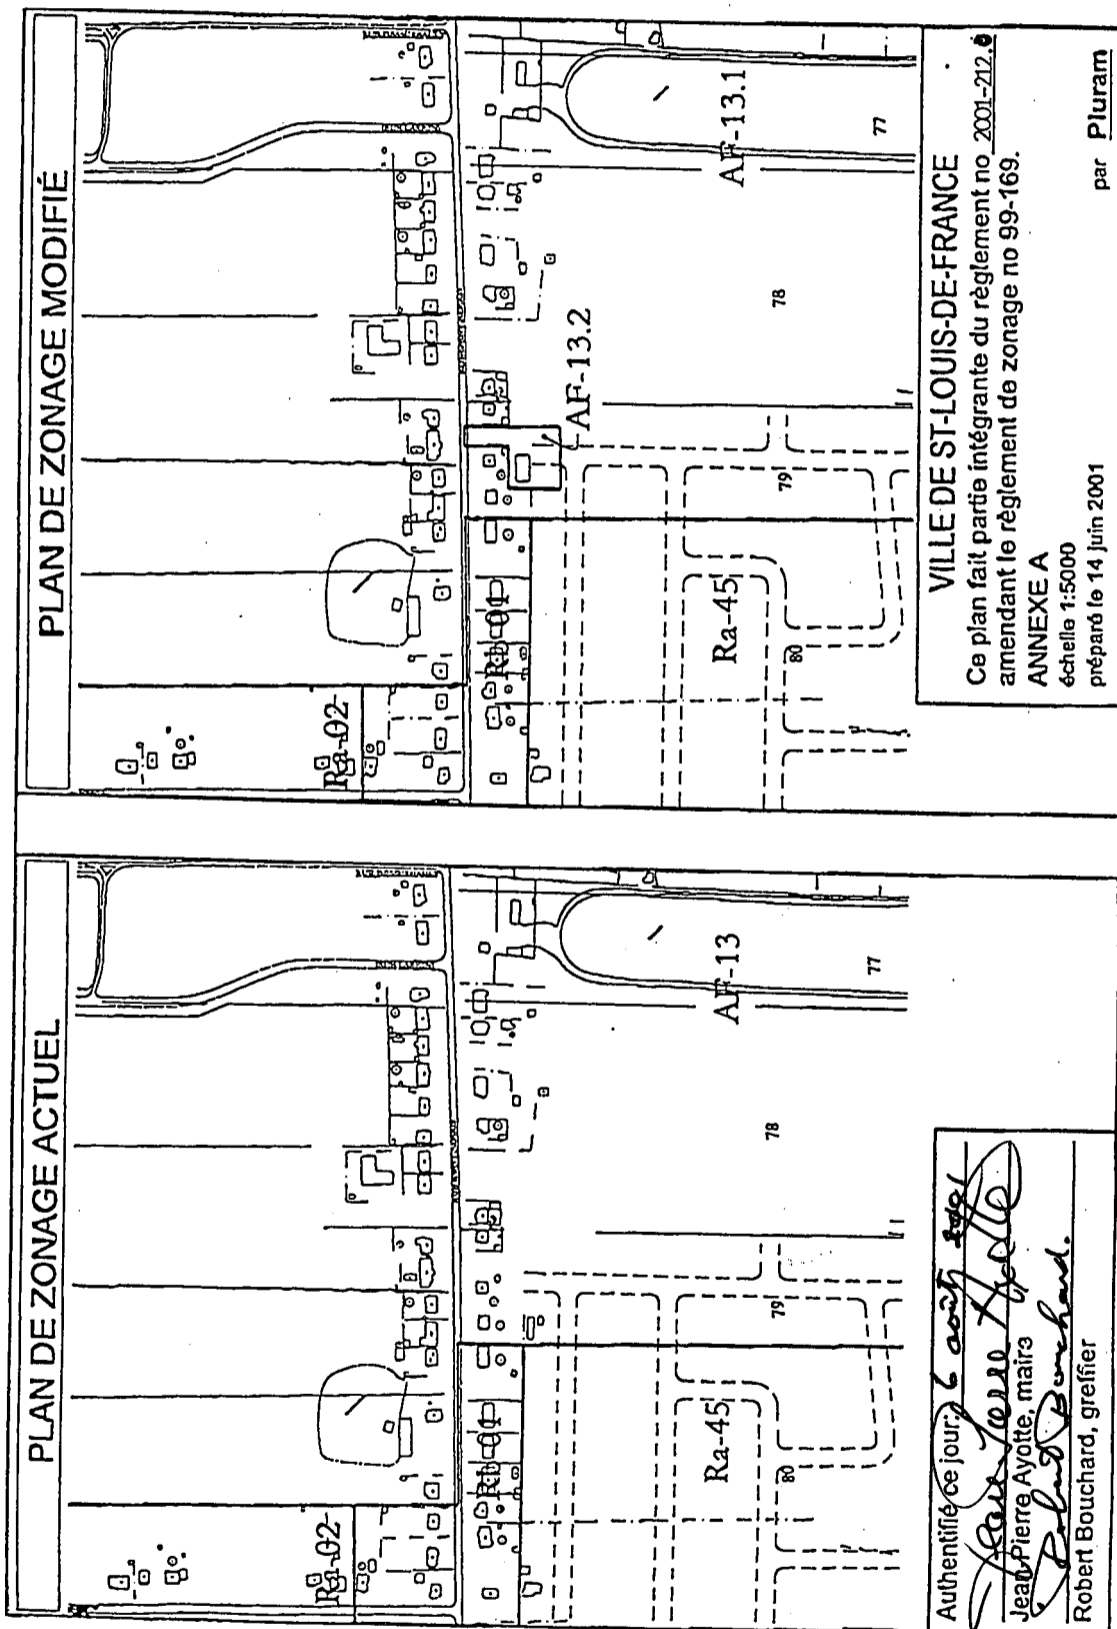 PLAN DE ZONAGE ACTUEL
Ra-02
Rb-01
Ra-45
AF-13
80
79
78
77
Authentifié ce jour: 6 août 2001
Jean-Pierre Ayotte, maire
Robert Bouchard, greffier
PLAN DE ZONAGE MODIFIÉ
Ra-02
Rb-01
Ra-45
AF-13.2
AF-13.1
80
79
78
77
VILLE DE ST-LOUIS-DE-FRANCE
Ce plan fait partie intégrante du règlement no 2001-212.
amendant le règlement de zonage no 99-169.
ANNEXE A
échelle 1:5000
préparé le 14 juin 2001
par Pluram